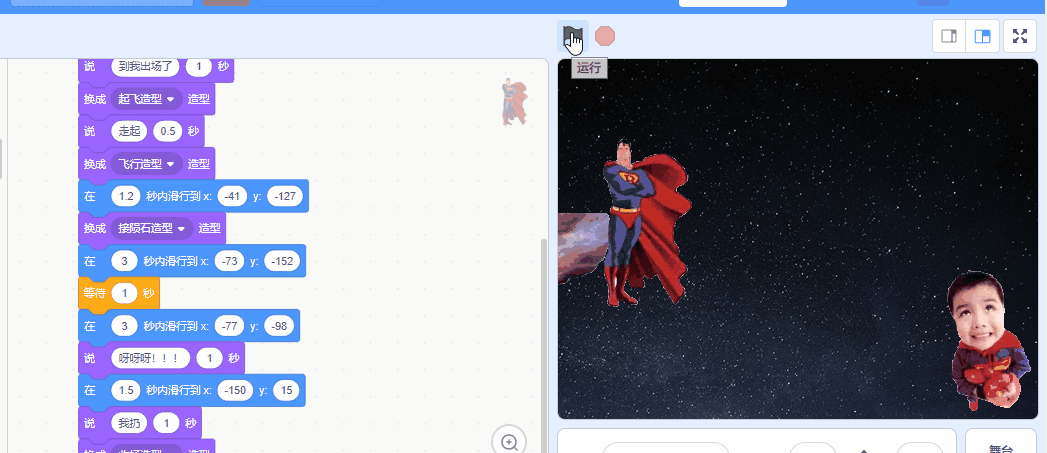 运行
说 到我出场了 1 秒
换成 起飞造型 造型
说 走起 0.5 秒
换成 飞行造型 造型
在 1.2 秒内滑行到 x: -41 y: -127
换成 接陨石造型 造型
在 3 秒内滑行到 x: -73 y: -152
等待 1 秒
在 3 秒内滑行到 x: -77 y: -98
说 呀呀呀！！！ 1 秒
在 1.5 秒内滑行到 x: -150 y: 15
说 我扔 1 秒
舞台